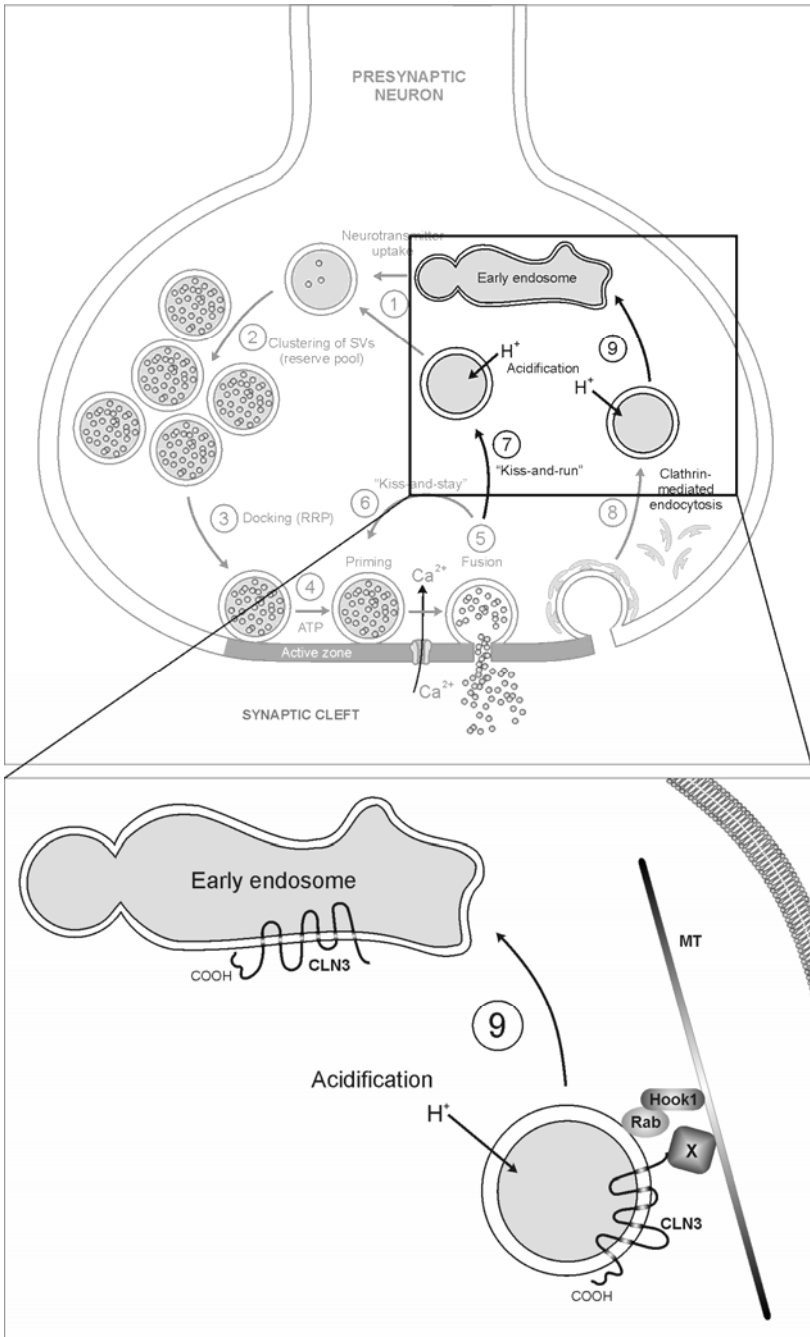 PRESYNAPTIC
NEURON
Neurotransmitter
uptake
Early endosome
1
2
Clustering of SVs
(reserve pool)
H⁺
Acidification
9
H⁺
7
"Kiss-and-run"
"Kiss-and-stay"
Clathrin-
mediated
endocytosis
6
3
Docking (RRP)
8
5
Priming
Ca²⁺
Fusion
4
ATP
Active zone
Ca²⁺
SYNAPTIC CLEFT
Early endosome
MT
COOH
CLN3
9
Acidification
H⁺
Hook1
Rab
X
CLN3
COOH